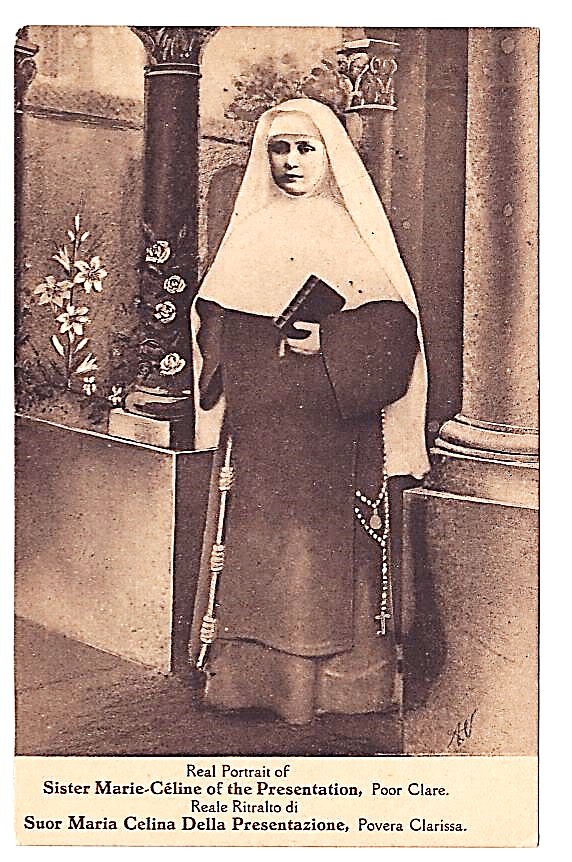 Real Portrait of
Sister Marie-Céline of the Presentation, Poor Clare.
Reale Ritralto di
Suor Maria Celina Della Presentazione, Povera Clarissa.